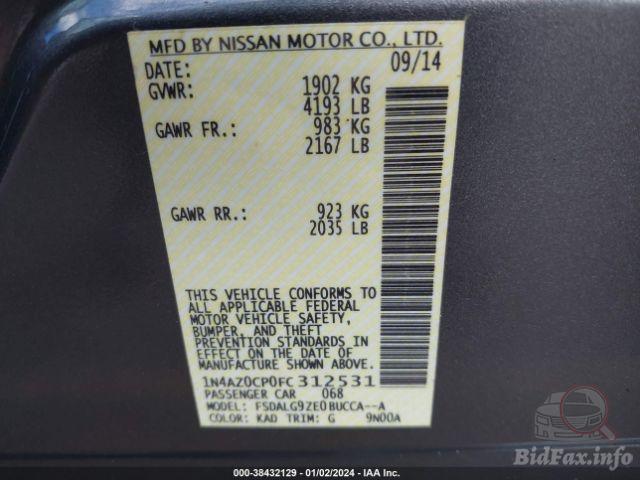 MFD BY NISSAN MOTOR CO., LTD.
DATE: 09/14
GVWR: 1902 KG
4193 LB
GAWR FR.: 983 KG
2167 LB
GAWR RR.: 923 KG
2035 LB
THIS VEHICLE CONFORMS TO
ALL APPLICABLE FEDERAL
MOTOR VEHICLE SAFETY,
BUMPER, AND THEFT
PREVENTION STANDARDS IN
EFFECT ON THE DATE OF
MANUFACTURE SHOWN ABOVE.
1N4AZ0CP0FC312531
PASSENGER CAR 068
MODEL: FSDALG9ZE0BUCCA--A
COLOR: KAD TRIM: G 9N00A
000-38432129 - 01/02/2024 - IAA Inc.
BidFax.info